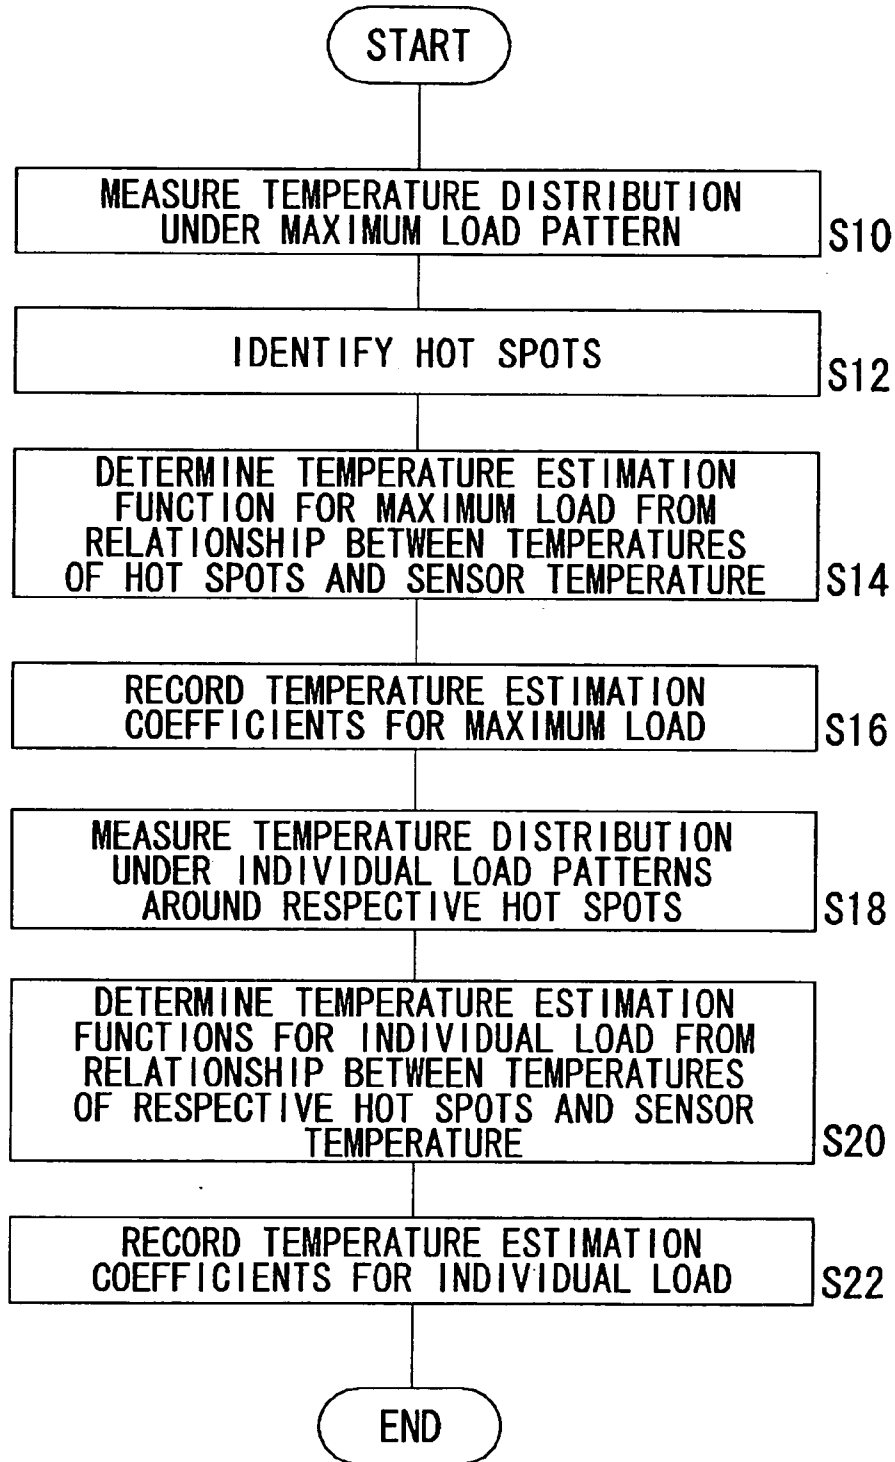 START
MEASURE TEMPERATURE DISTRIBUTION
UNDER MAXIMUM LOAD PATTERN
S10
IDENTIFY HOT SPOTS
S12
DETERMINE TEMPERATURE ESTIMATION
FUNCTION FOR MAXIMUM LOAD FROM
RELATIONSHIP BETWEEN TEMPERATURES
OF HOT SPOTS AND SENSOR TEMPERATURE
S14
RECORD TEMPERATURE ESTIMATION
COEFFICIENTS FOR MAXIMUM LOAD
S16
MEASURE TEMPERATURE DISTRIBUTION
UNDER INDIVIDUAL LOAD PATTERNS
AROUND RESPECTIVE HOT SPOTS
S18
DETERMINE TEMPERATURE ESTIMATION
FUNCTIONS FOR INDIVIDUAL LOAD FROM
RELATIONSHIP BETWEEN TEMPERATURES
OF RESPECTIVE HOT SPOTS AND SENSOR
TEMPERATURE
S20
RECORD TEMPERATURE ESTIMATION
COEFFICIENTS FOR INDIVIDUAL LOAD
S22
END